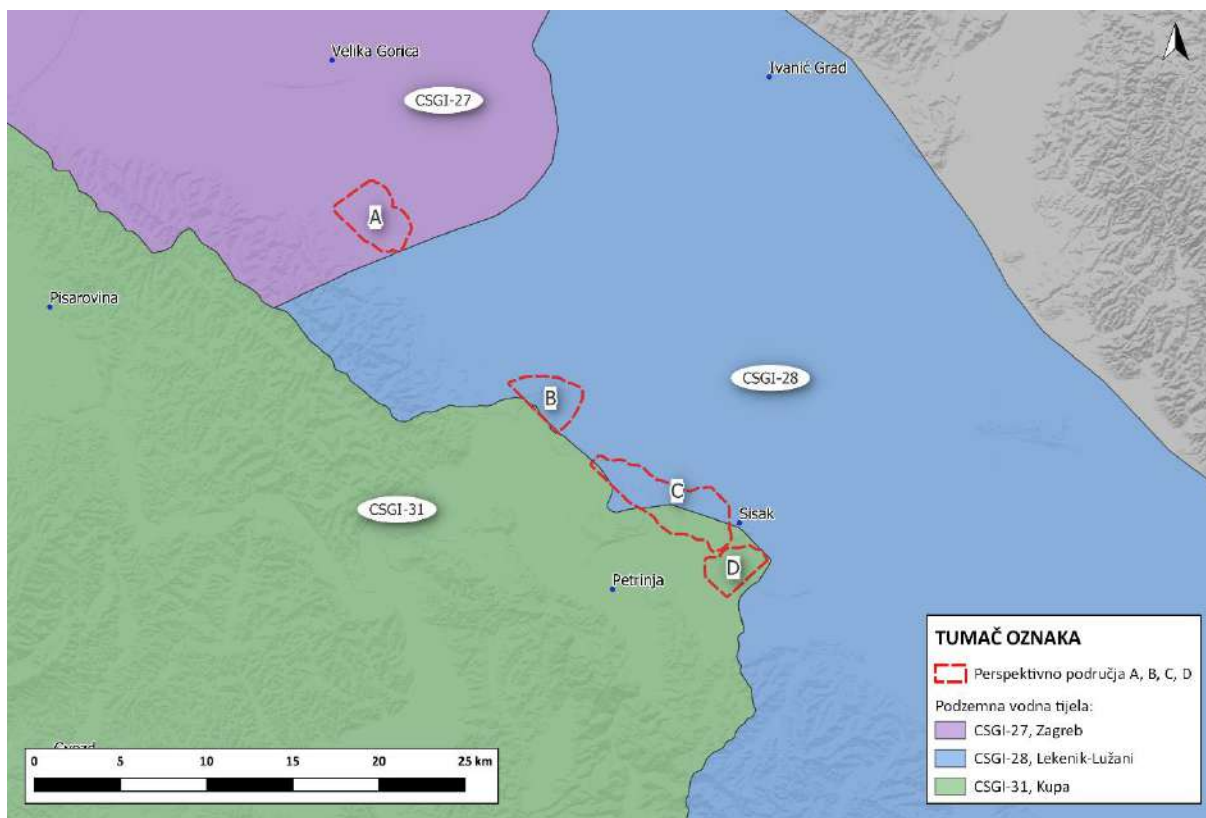 Velika Gorica
Ivanić Grad
CSGI-27
A
Pisarovina
B
CSGI-28
C
CSGI-31
Sisak
D
Petrinja
TUMAČ OZNAKA
Perspektivno područja A, B, C, D
Podzemna vodna tijela:
CSGI-27, Zagreb
CSGI-28, Lekenik-Lužani
CSGI-31, Kupa
0 5 10 15 20 25 km